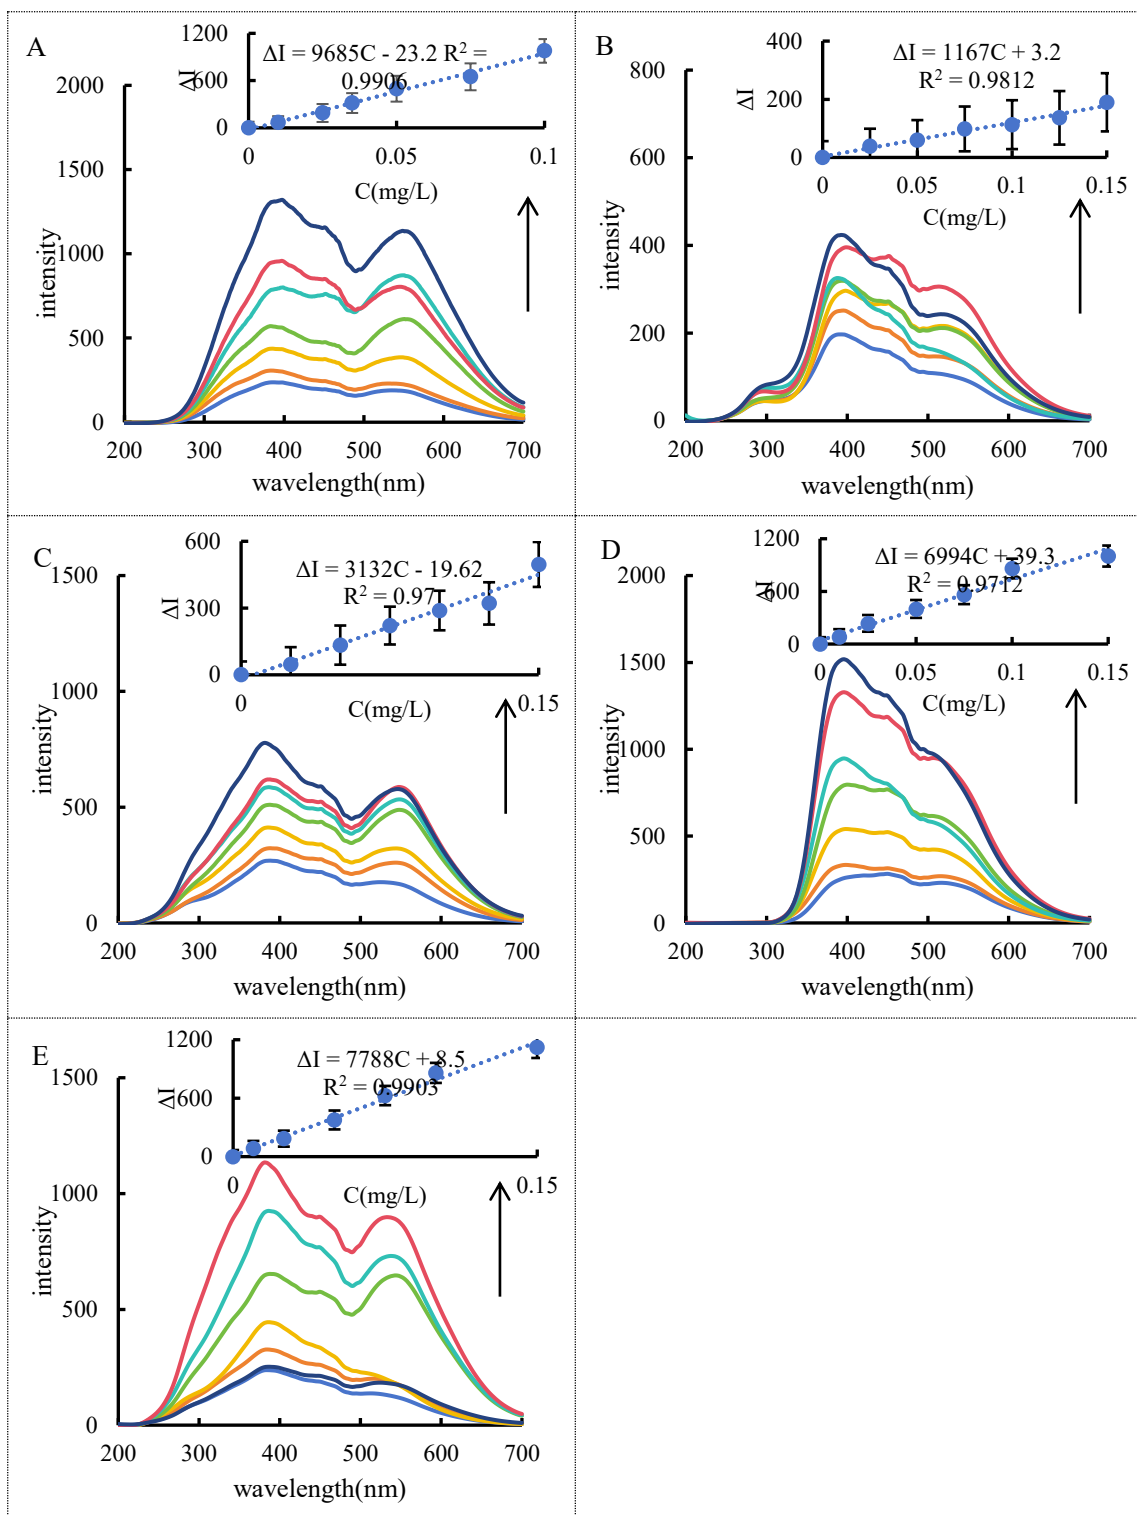 A
1200
600
0
ΔI
ΔI = 9685C - 23.2 R² =
0.9906
0
0.05
0.1
C(mg/L)
2000
1500
1000
500
0
intensity
200 300 400 500 600 700
wavelength(nm)
B
400
200
0
ΔI
ΔI = 1167C + 3.2
R² = 0.9812
0 0.05 0.1 0.15
C(mg/L)
800
600
400
200
0
intensity
200 300 400 500 600 700
wavelength(nm)
C
600
300
0
ΔI
ΔI = 3132C - 19.62
R² = 0.97
0 0.15
C(mg/L)
1500
1000
500
0
intensity
200 300 400 500 600 700
wavelength(nm)
D
1200
600
0
ΔI
ΔI = 6994C + 39.3
R² = 0.9712
0 0.05 0.1 0.15
C(mg/L)
2000
1500
1000
500
0
intensity
200 300 400 500 600 700
wavelength(nm)
E
1200
600
0
ΔI
ΔI = 7788C + 8.5
R² = 0.9903
0 0.15
C(mg/L)
1500
1000
500
0
intensity
200 300 400 500 600 700
wavelength(nm)